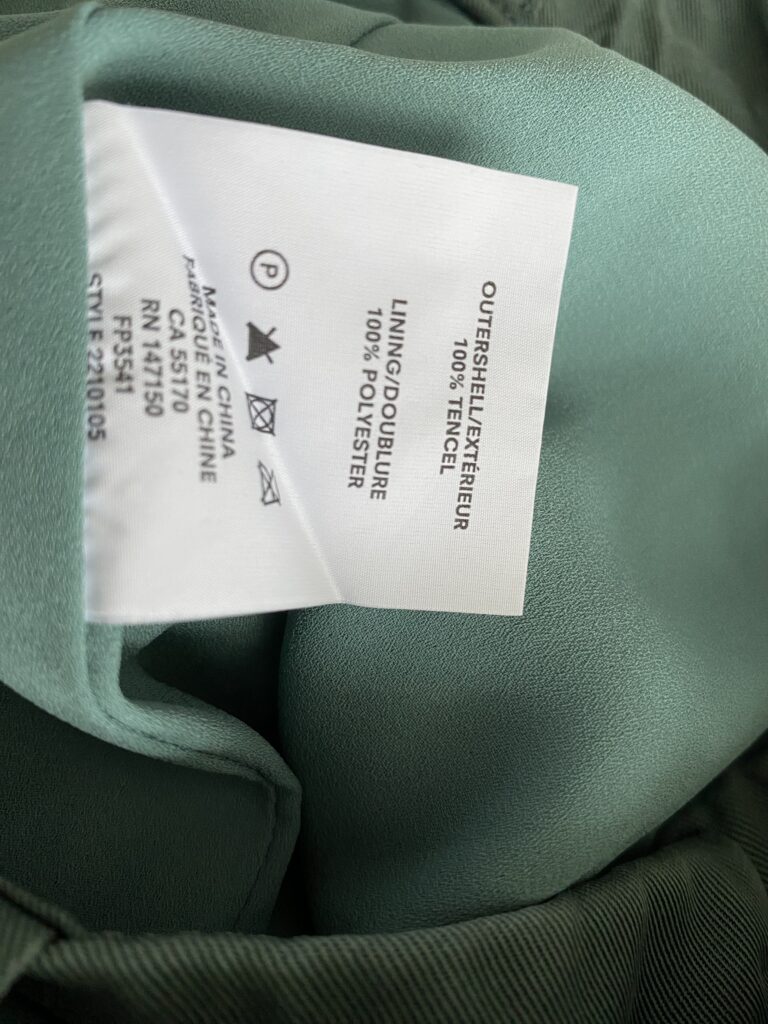 OUTERSHELL/EXTÉRIEUR
100% TENCEL
LINING/DOUBLURE
100% POLYESTER
P
MADE IN CHINA
FABRIQUÉ EN CHINE
CA 55170
RN 147150
FP3541
STYLE 2210105